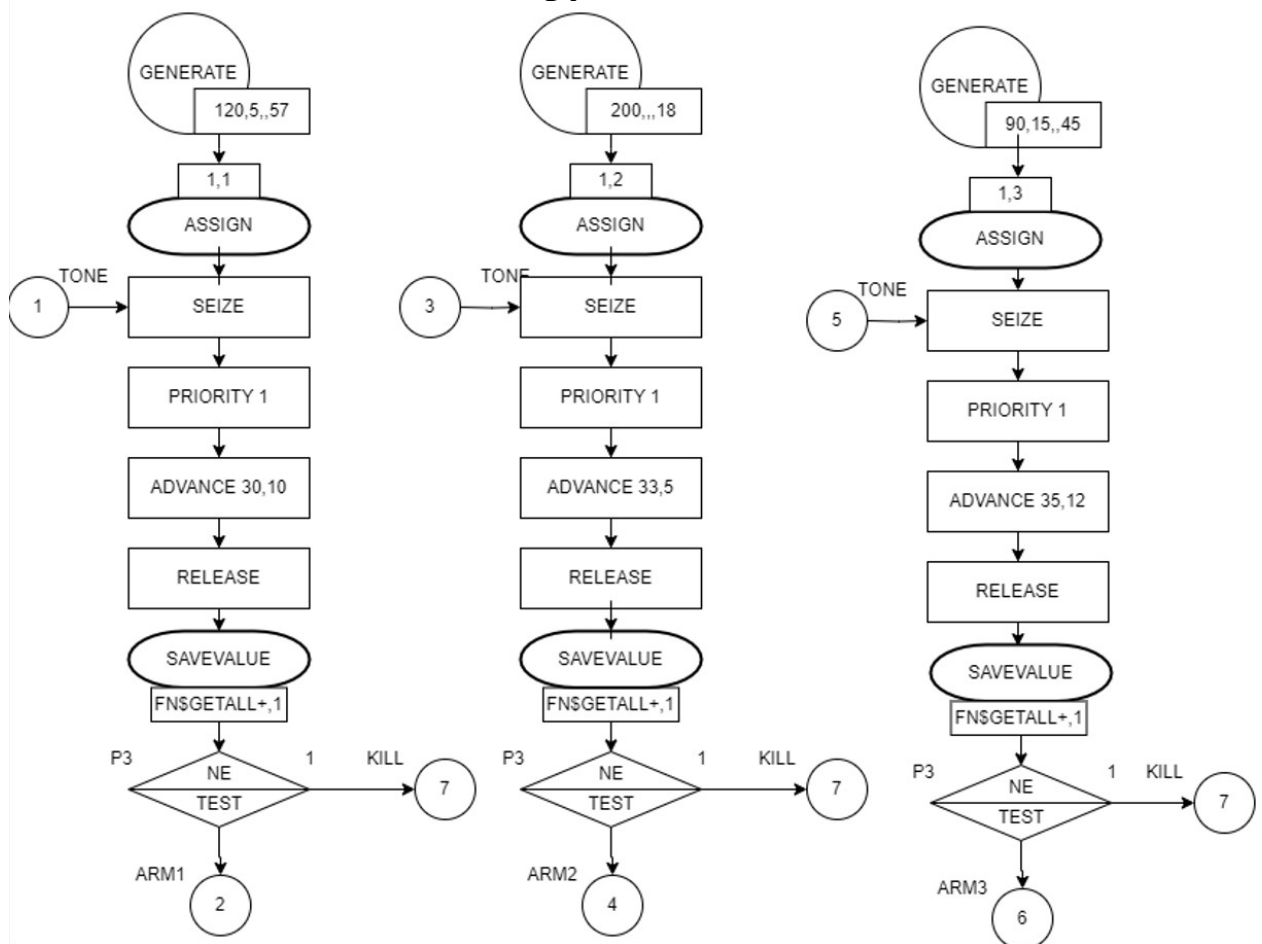 GENERATE
120,5,,57
1,1
ASSIGN
TONE
1
SEIZE
PRIORITY 1
ADVANCE 30,10
RELEASE
SAVEVALUE
FN$GETALL+,1
P3
NE
1
KILL
TEST
7
ARM1
2
GENERATE
200,,,18
1,2
ASSIGN
TONE
3
SEIZE
PRIORITY 1
ADVANCE 33,5
RELEASE
SAVEVALUE
FN$GETALL+,1
P3
NE
1
KILL
TEST
7
ARM2
4
GENERATE
90,15,,45
1,3
ASSIGN
TONE
5
SEIZE
PRIORITY 1
ADVANCE 35,12
RELEASE
SAVEVALUE
FN$GETALL+,1
P3
NE
1
KILL
TEST
7
ARM3
6